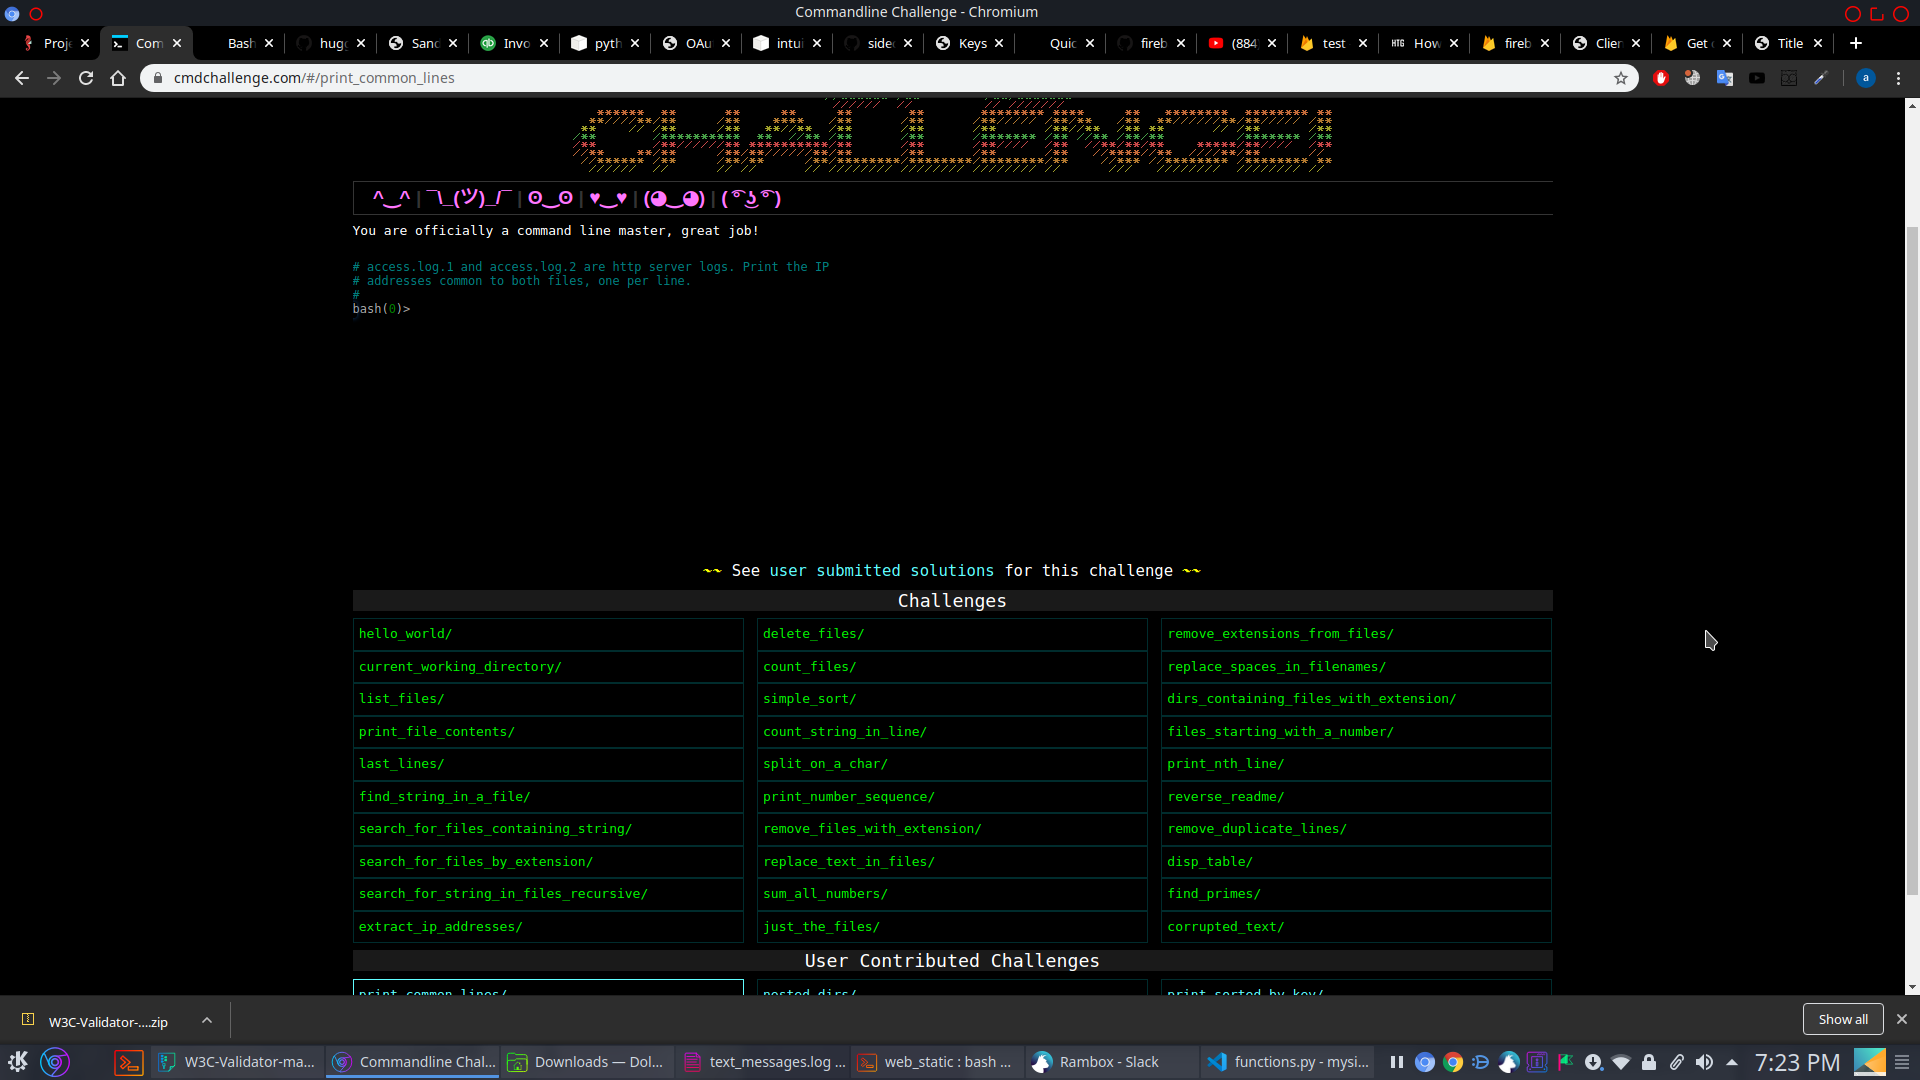 Commandline Challenge - Chromium
Proje
Com
Bash
hugg
Sand
Invo
pyth
OAu
intui
side
Keys
Quic
fireb
(884)
test
How
fireb
Clien
Get
Title
cmdchallenge.com/#/print_common_lines
CHALLENGE!
^‿^ | ¯\_(ツ)_/¯ | ʘ‿ʘ | ♥‿♥ | (◕‿◕) | ( ͡° ͜ʖ ͡°)
You are officially a command line master, great job!
# access.log.1 and access.log.2 are http server logs. Print the IP
# addresses common to both files, one per line.
#
bash(0)>
~~ See user submitted solutions for this challenge ~~
Challenges
hello_world/ delete_files/ remove_extensions_from_files/
current_working_directory/ count_files/ replace_spaces_in_filenames/
list_files/ simple_sort/ dirs_containing_files_with_extension/
print_file_contents/ count_string_in_line/ files_starting_with_a_number/
last_lines/ split_on_a_char/ print_nth_line/
find_string_in_a_file/ print_number_sequence/ reverse_readme/
search_for_files_containing_string/ remove_files_with_extension/ remove_duplicate_lines/
search_for_files_by_extension/ replace_text_in_files/ disp_table/
search_for_string_in_files_recursive/ sum_all_numbers/ find_primes/
extract_ip_addresses/ just_the_files/ corrupted_text/
User Contributed Challenges
print_common_lines/ nested_dirs/ print_sorted_by_key/
W3C-Validator-....zip
Show all
W3C-Validator-ma...
Commandline Chal...
Downloads — Dol...
text_messages.log ...
web_static : bash ...
Rambox - Slack
functions.py - mysi...
7:23 PM